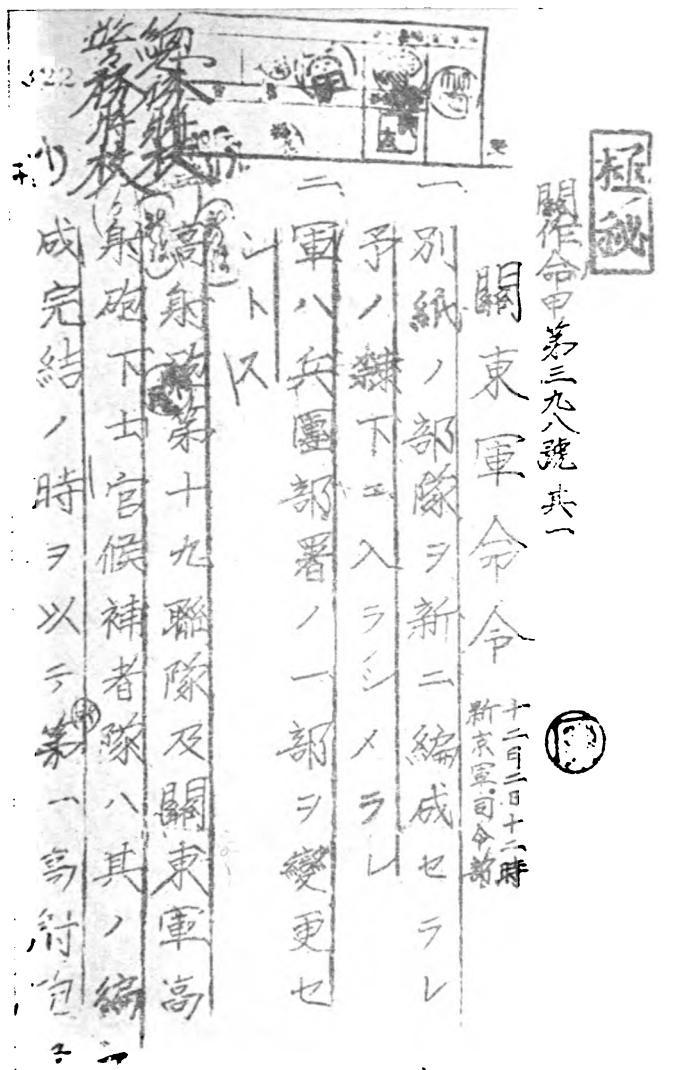 極秘
關作命甲第三九八號 其一
關東軍命令
十二月二日十二時
新京軍司令部
一、別紙ノ部隊ヲ新ニ編成セラレ
予ノ隷下ニ入ラシメラレ
二、軍ハ兵團部署ノ一部ヲ變更セ
ントス
三、高射砲第十九聯隊及關東軍高
射砲下士官候補者隊ハ其ノ編
成完結ノ時ヲ以テ第一高射砲